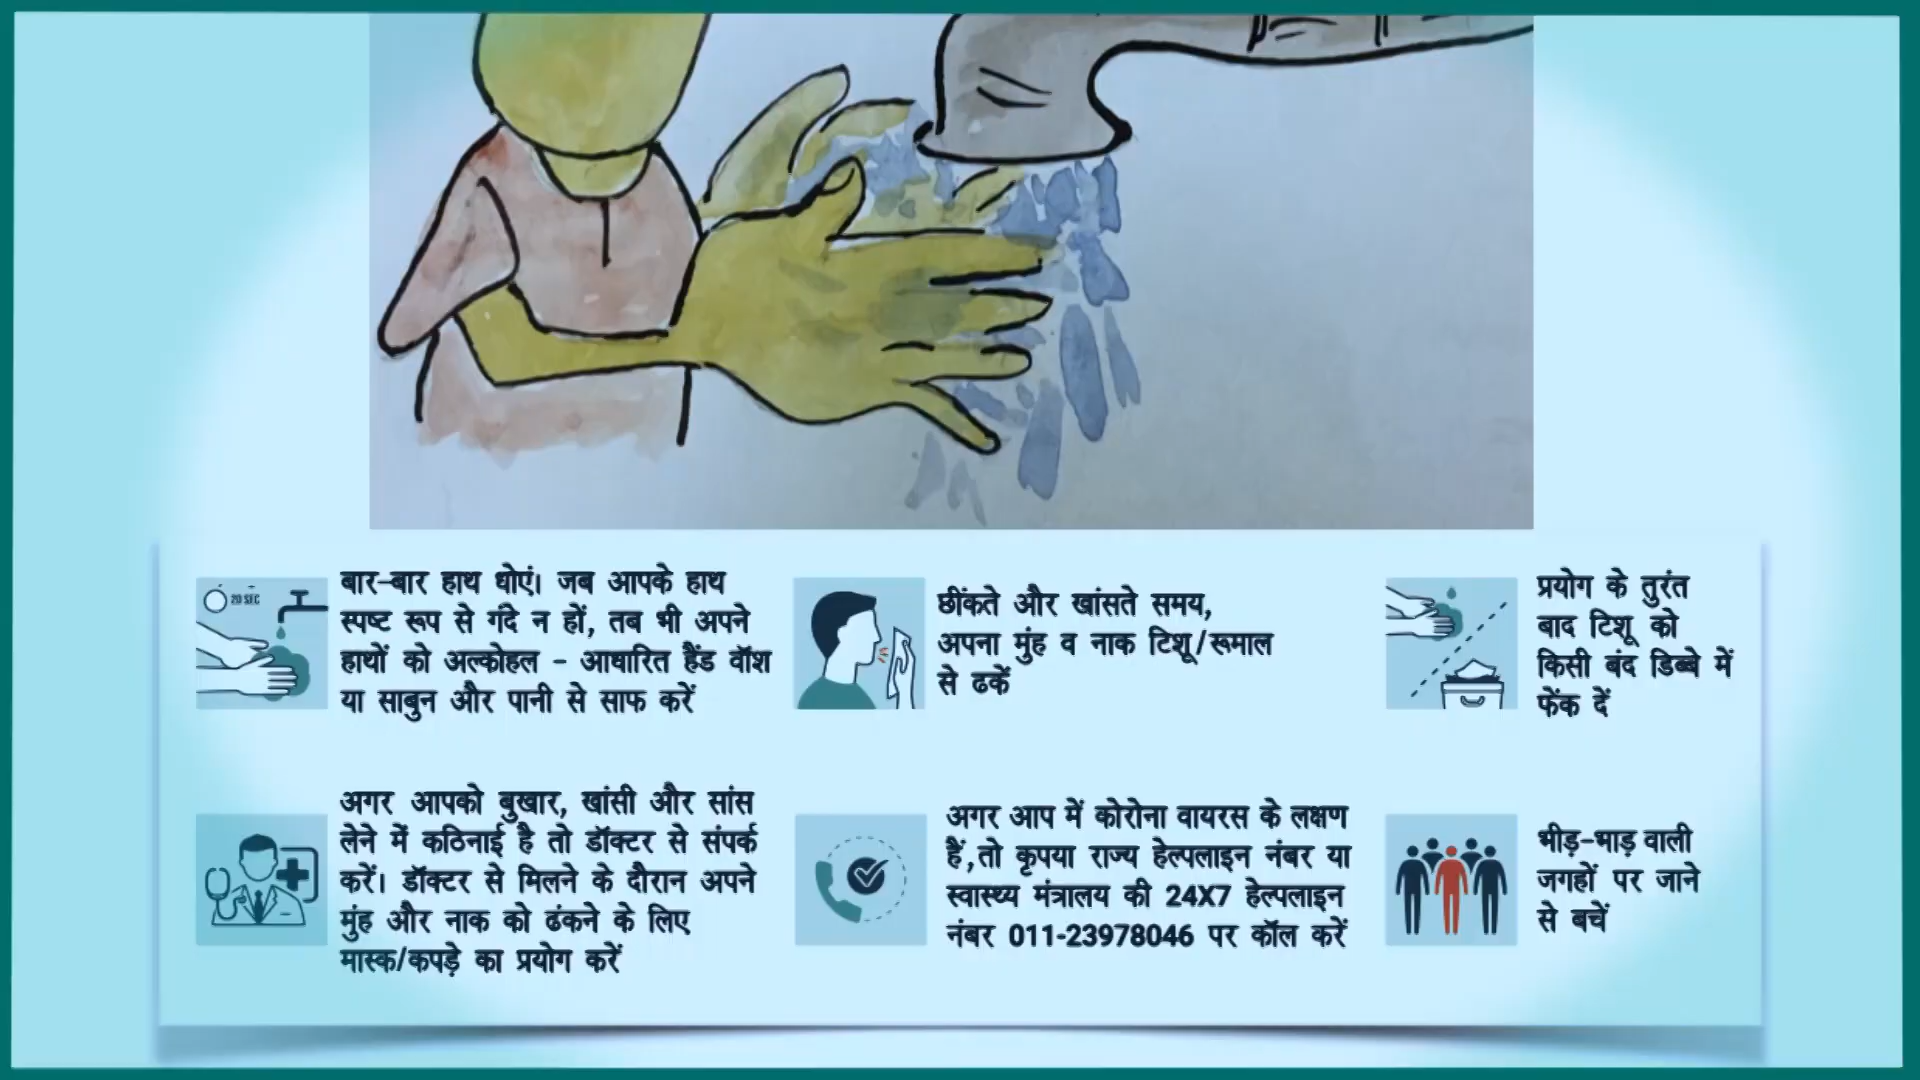 20 SEC
बार-बार हाथ धोएं। जब आपके हाथ
स्पष्ट रूप से गंदे न हों, तब भी अपने
हाथों को अल्कोहल - आधारित हैंड वॉश
या साबुन और पानी से साफ करें
छींकते और खांसते समय,
अपना मुंह व नाक टिशू/रूमाल
से ढकें
प्रयोग के तुरंत
बाद टिशू को
किसी बंद डिब्बे में
फेंक दें
अगर आपको बुखार, खांसी और सांस
लेने में कठिनाई है तो डॉक्टर से संपर्क
करें। डॉक्टर से मिलने के दौरान अपने
मुंह और नाक को ढंकने के लिए
मास्क/कपड़े का प्रयोग करें
अगर आप में कोरोना वायरस के लक्षण
हैं,तो कृपया राज्य हेल्पलाइन नंबर या
स्वास्थ्य मंत्रालय की 24X7 हेल्पलाइन
नंबर 011-23978046 पर कॉल करें
भीड़-भाड़ वाली
जगहों पर जाने
से बचें